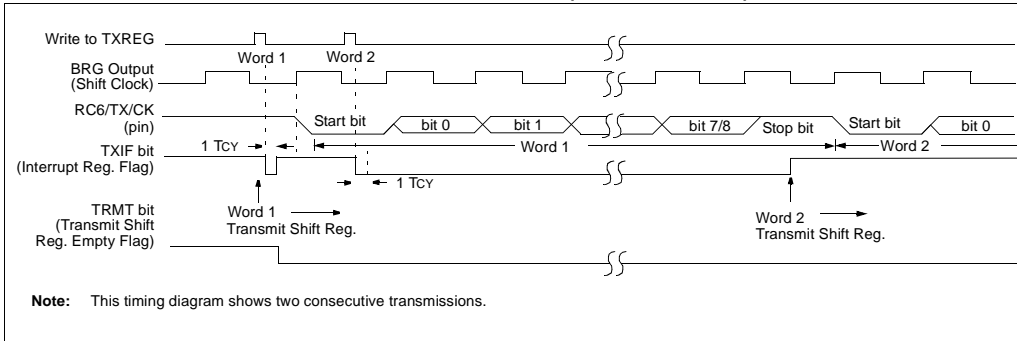 Write to TXREG
Word 1
Word 2
BRG Output
(Shift Clock)
RC6/TX/CK
(pin)
Start bit
bit 0
bit 1
bit 7/8
Stop bit
Start bit
bit 0
1 TCY
Word 1
Word 2
TXIF bit
(Interrupt Reg. Flag)
1 TCY
Word 1
Transmit Shift Reg.
Word 2
Transmit Shift Reg.
TRMT bit
(Transmit Shift
Reg. Empty Flag)
Note: This timing diagram shows two consecutive transmissions.